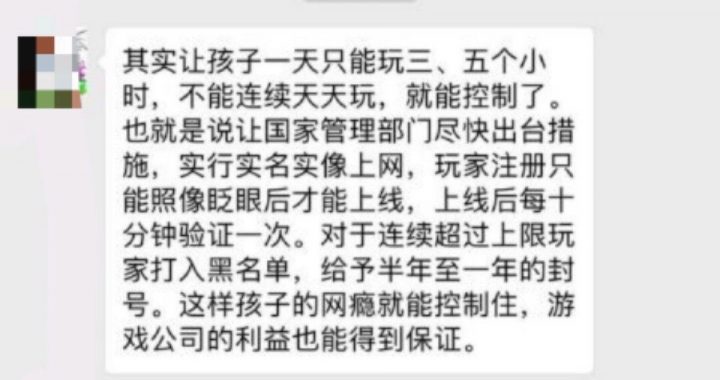 其实让孩子一天只能玩三、五个小
时，不能连续天天玩，就能控制了。
也就是说让国家管理部门尽快出台措
施，实行实名实像上网，玩家注册只
能照像眨眼后才能上线，上线后每十
分钟验证一次。对于连续超过上限玩
家打入黑名单，给予半年至一年的封
号。这样孩子的网瘾就能控制住，游
戏公司的利益也能得到保证。